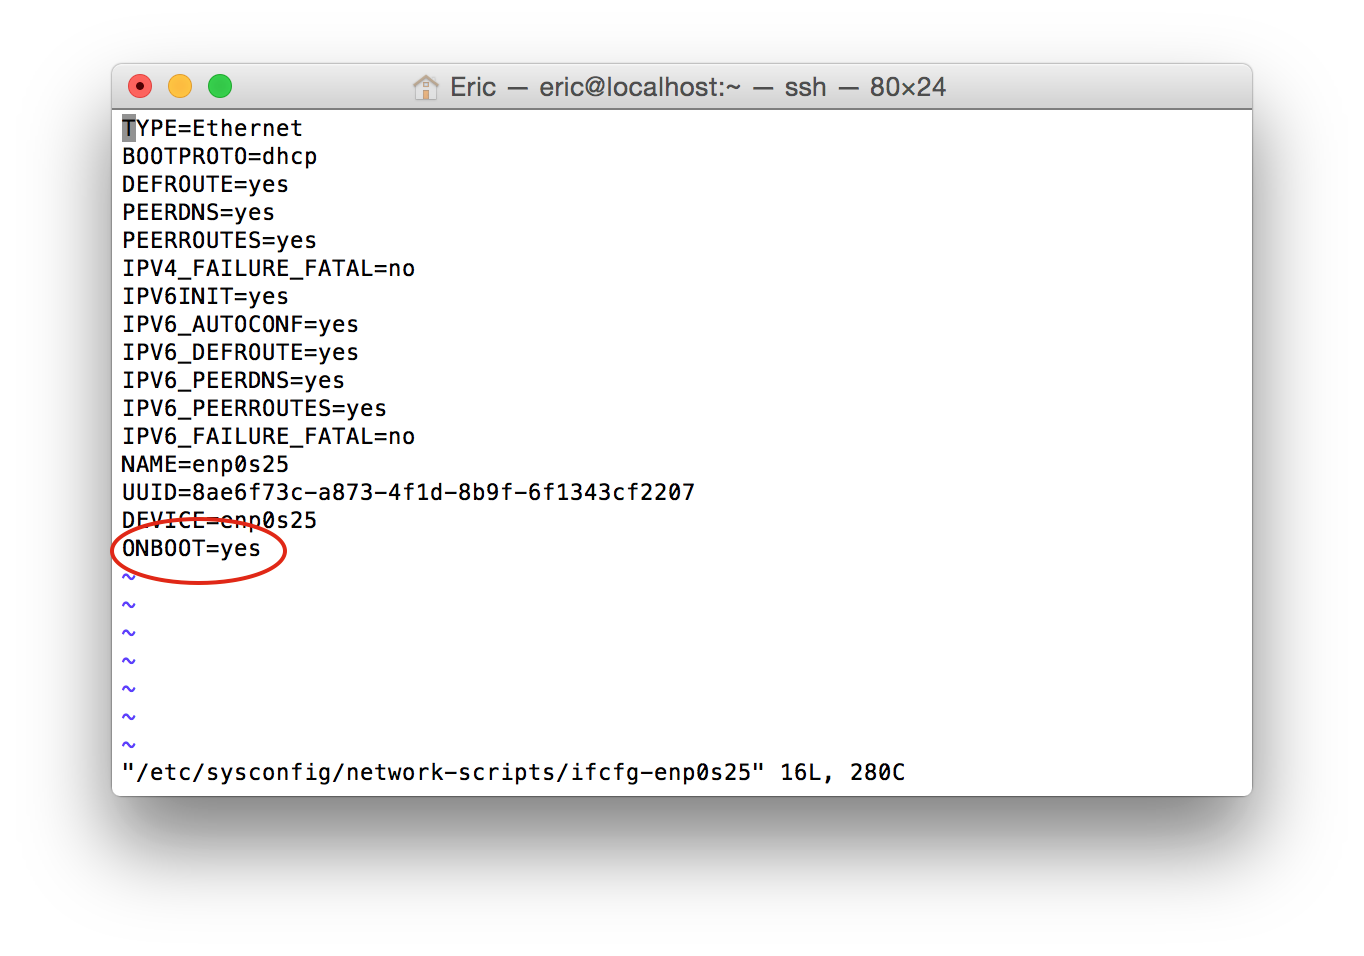 Eric — eric@localhost:~ — ssh — 80×24
TYPE=Ethernet
BOOTPROTO=dhcp
DEFROUTE=yes
PEERDNS=yes
PEERROUTES=yes
IPV4_FAILURE_FATAL=no
IPV6INIT=yes
IPV6_AUTOCONF=yes
IPV6_DEFROUTE=yes
IPV6_PEERDNS=yes
IPV6_PEERROUTES=yes
IPV6_FAILURE_FATAL=no
NAME=enp0s25
UUID=8ae6f73c-a873-4f1d-8b9f-6f1343cf2207
DEVICE=enp0s25
ONBOOT=yes
~
~
~
~
~
~
~
"/etc/sysconfig/network-scripts/ifcfg-enp0s25" 16L, 280C